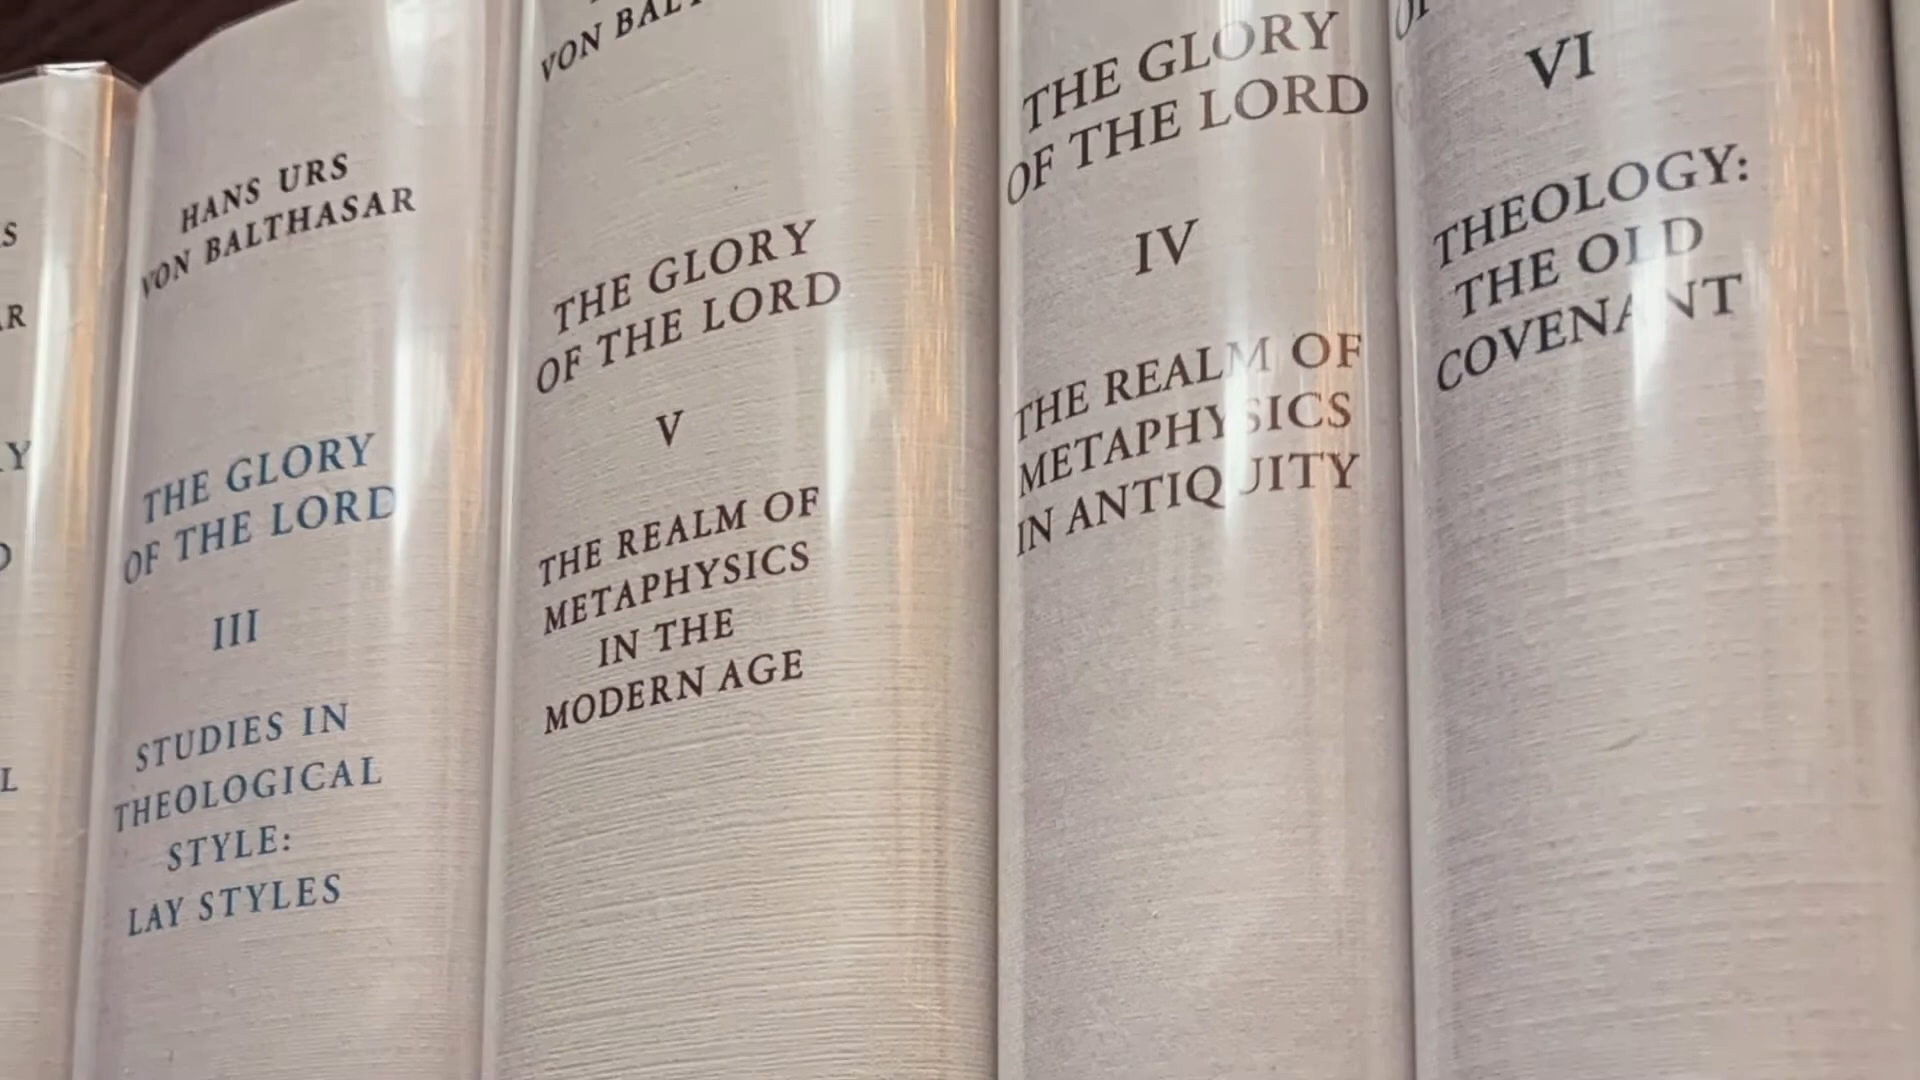 HANS URS
VON BALTHASAR
THE GLORY
OF THE LORD
III
STUDIES IN
THEOLOGICAL
STYLE:
LAY STYLES
VON
THE GLORY
OF THE LORD
V
THE REALM OF
METAPHYSICS
IN THE
MODERN AGE
THE GLORY
OF THE LORD
IV
THE REALM OF
METAPHYSICS
IN ANTIQUITY
VI
THEOLOGY:
THE OLD
COVENANT